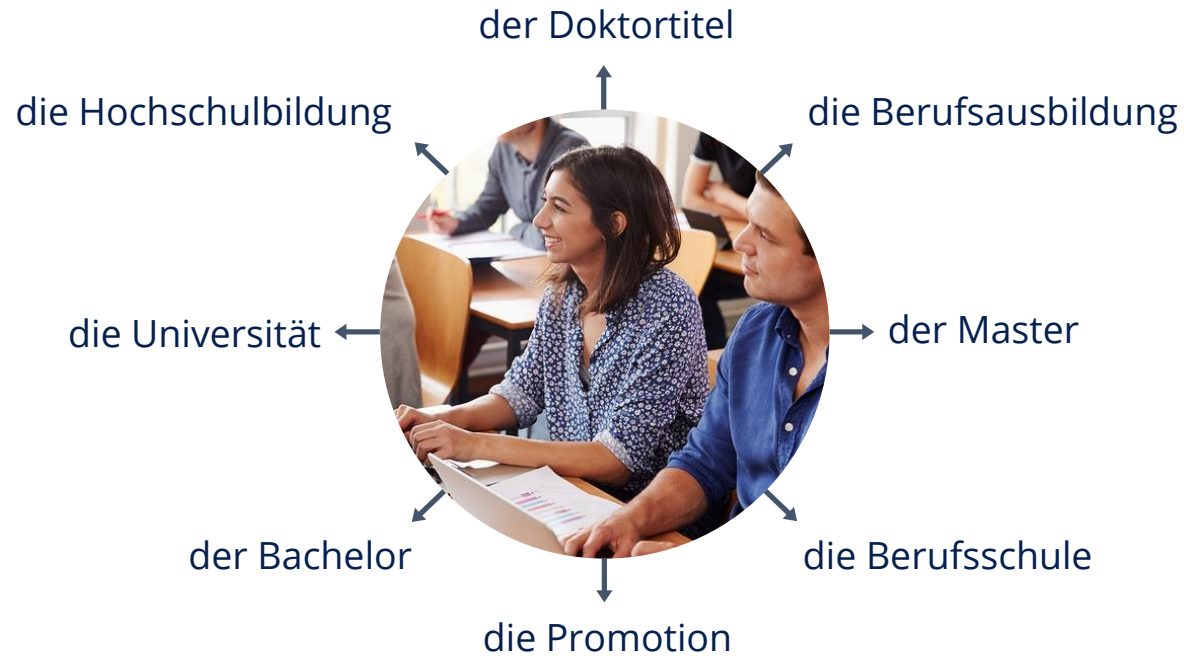 der Doktortitel
die Hochschulbildung
die Berufsausbildung
die Universität
der Master
der Bachelor
die Berufsschule
die Promotion